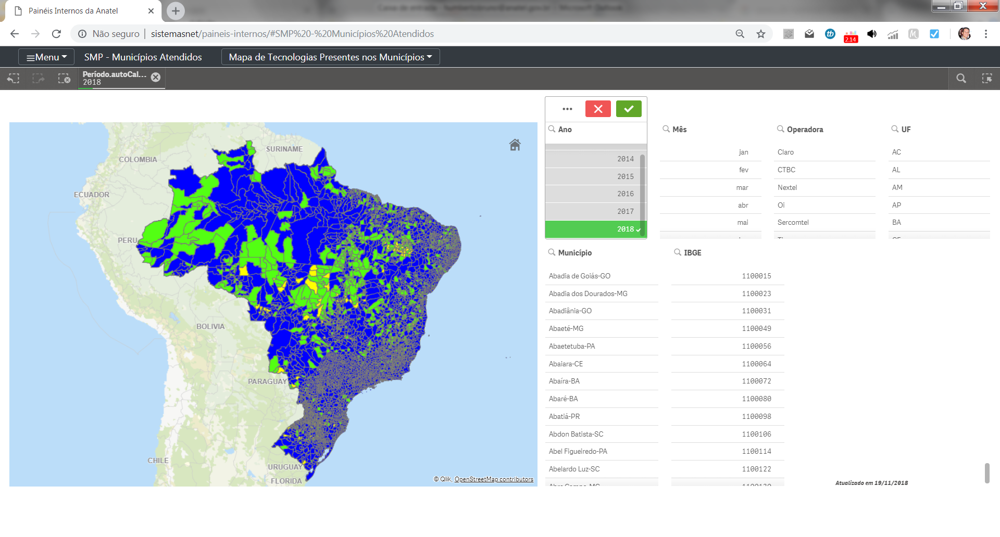 Painéis Internos da Anatel
Não seguro | sistemasnet/paineis-internos/#SMP%20-%20Municípios%20Atendidos
2.14
Menu SMP - Municípios Atendidos Mapa de Tecnologias Presentes nos Municípios
Período.autoCal...
2018
Ano
2014
2015
2016
2017
2018
Mês
jan
fev
mar
abr
mai
Operadora
Claro
CTBC
Nextel
Oi
Sercomtel
UF
AC
AL
AM
AP
BA
Município
Abadia de Goiás-GO
Abadia dos Dourados-MG
Abadiânia-GO
Abaeté-MG
Abaetetuba-PA
Abaiara-CE
Abaíra-BA
Abaré-BA
Abatiá-PR
Abdon Batista-SC
Abel Figueiredo-PA
Abelardo Luz-SC
IBGE
1100015
1100023
1100031
1100049
1100056
1100064
1100072
1100080
1100098
1100106
1100114
1100122
SURINAME
COLOMBIA
ECUADOR
PERU
BOLIVIA
PARAGUAY
CHILE
URUGUAY
FLORIDA
© Qlik, OpenStreetMap contributors
Atualizado em 19/11/2018